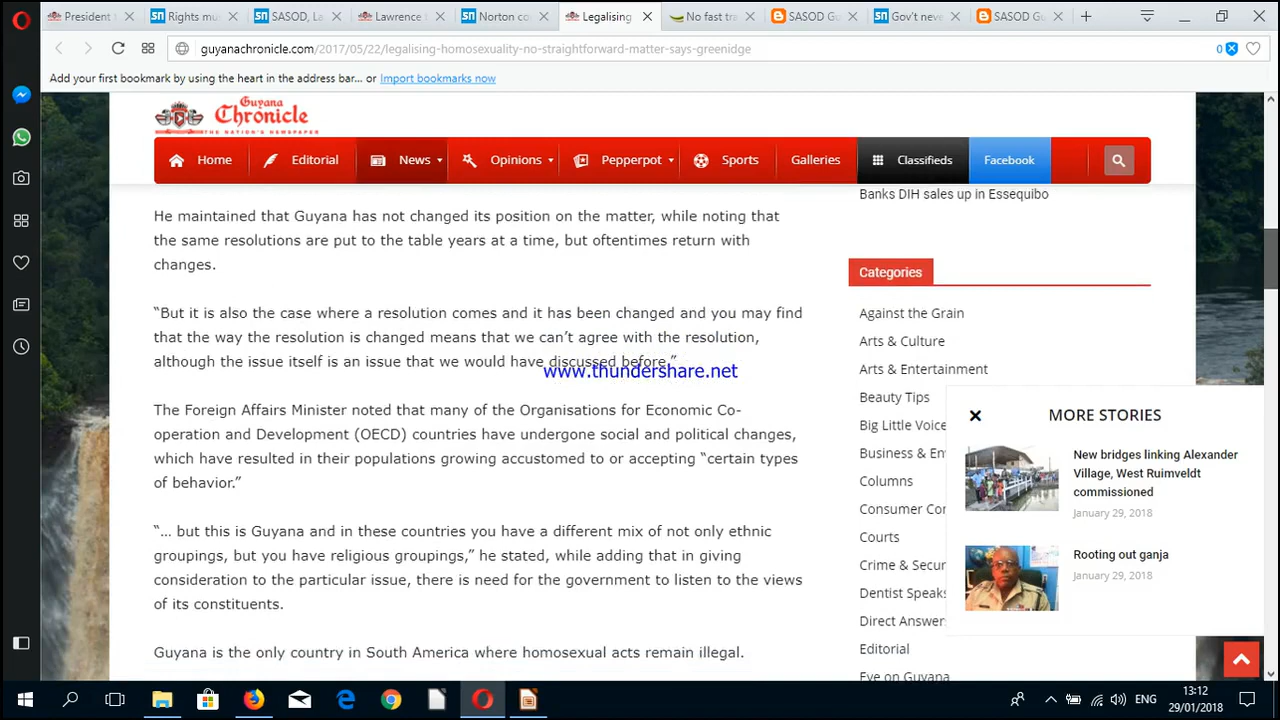 President
Rights mu
SASOD, La
Lawrence
Norton co
Legalising
No fast tra
SASOD Gu
Gov't neve
SASOD Gu
guyanachronicle.com/2017/05/22/legalising-homosexuality-no-straightforward-matter-says-greenidge
0
Add your first bookmark by using the heart in the address bar... or Import bookmarks now
Guyana
Chronicle
THE NATION'S NEWSPAPER
Home
Editorial
News
Opinions
Pepperpot
Sports
Galleries
Classifieds
Facebook
He maintained that Guyana has not changed its position on the matter, while noting that
the same resolutions are put to the table years at a time, but oftentimes return with
changes.
“But it is also the case where a resolution comes and it has been changed and you may find
that the way the resolution is changed means that we can’t agree with the resolution,
although the issue itself is an issue that we would have discussed before.”
www.thundershare.net
The Foreign Affairs Minister noted that many of the Organisations for Economic Co-
operation and Development (OECD) countries have undergone social and political changes,
which have resulted in their populations growing accustomed to or accepting “certain types
of behavior.”
“... but this is Guyana and in these countries you have a different mix of not only ethnic
groupings, but you have religious groupings,” he stated, while adding that in giving
consideration to the particular issue, there is need for the government to listen to the views
of its constituents.
Guyana is the only country in South America where homosexual acts remain illegal.
Banks DIH sales up in Essequibo
Categories
Against the Grain
Arts & Culture
Arts & Entertainment
Beauty Tips
Big Little Voice
Business & En
Columns
Consumer Con
Courts
Crime & Secur
Dentist Speaks
Direct Answer
Editorial
Eye on Guyana
MORE STORIES
New bridges linking Alexander
Village, West Ruimveldt
commissioned
January 29, 2018
Rooting out ganja
January 29, 2018
ENG
13:12
29/01/2018